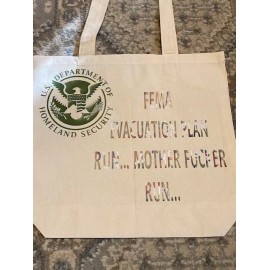 U.S. DEPARTMENT OF
HOMELAND SECURITY
FEMA
EVACUATION PLAN
RUN... MOTHER FUCKER
RUN...